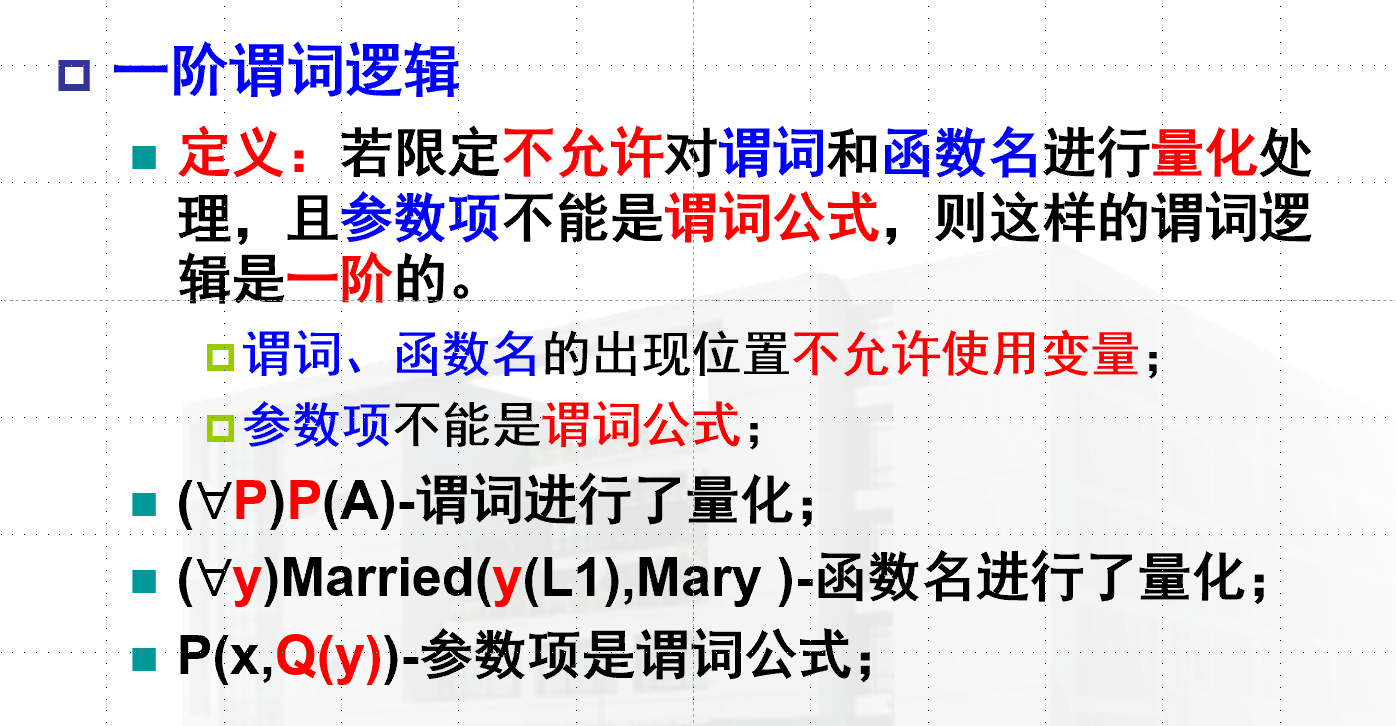 一阶谓词逻辑
定义：若限定不允许对谓词和函数名进行量化处
理，且参数项不能是谓词公式，则这样的谓词逻
辑是一阶的。
谓词、函数名的出现位置不允许使用变量；
参数项不能是谓词公式；
(∀P)P(A)-谓词进行了量化；
(∀y)Married(y(L1),Mary )-函数名进行了量化；
P(x,Q(y))-参数项是谓词公式；